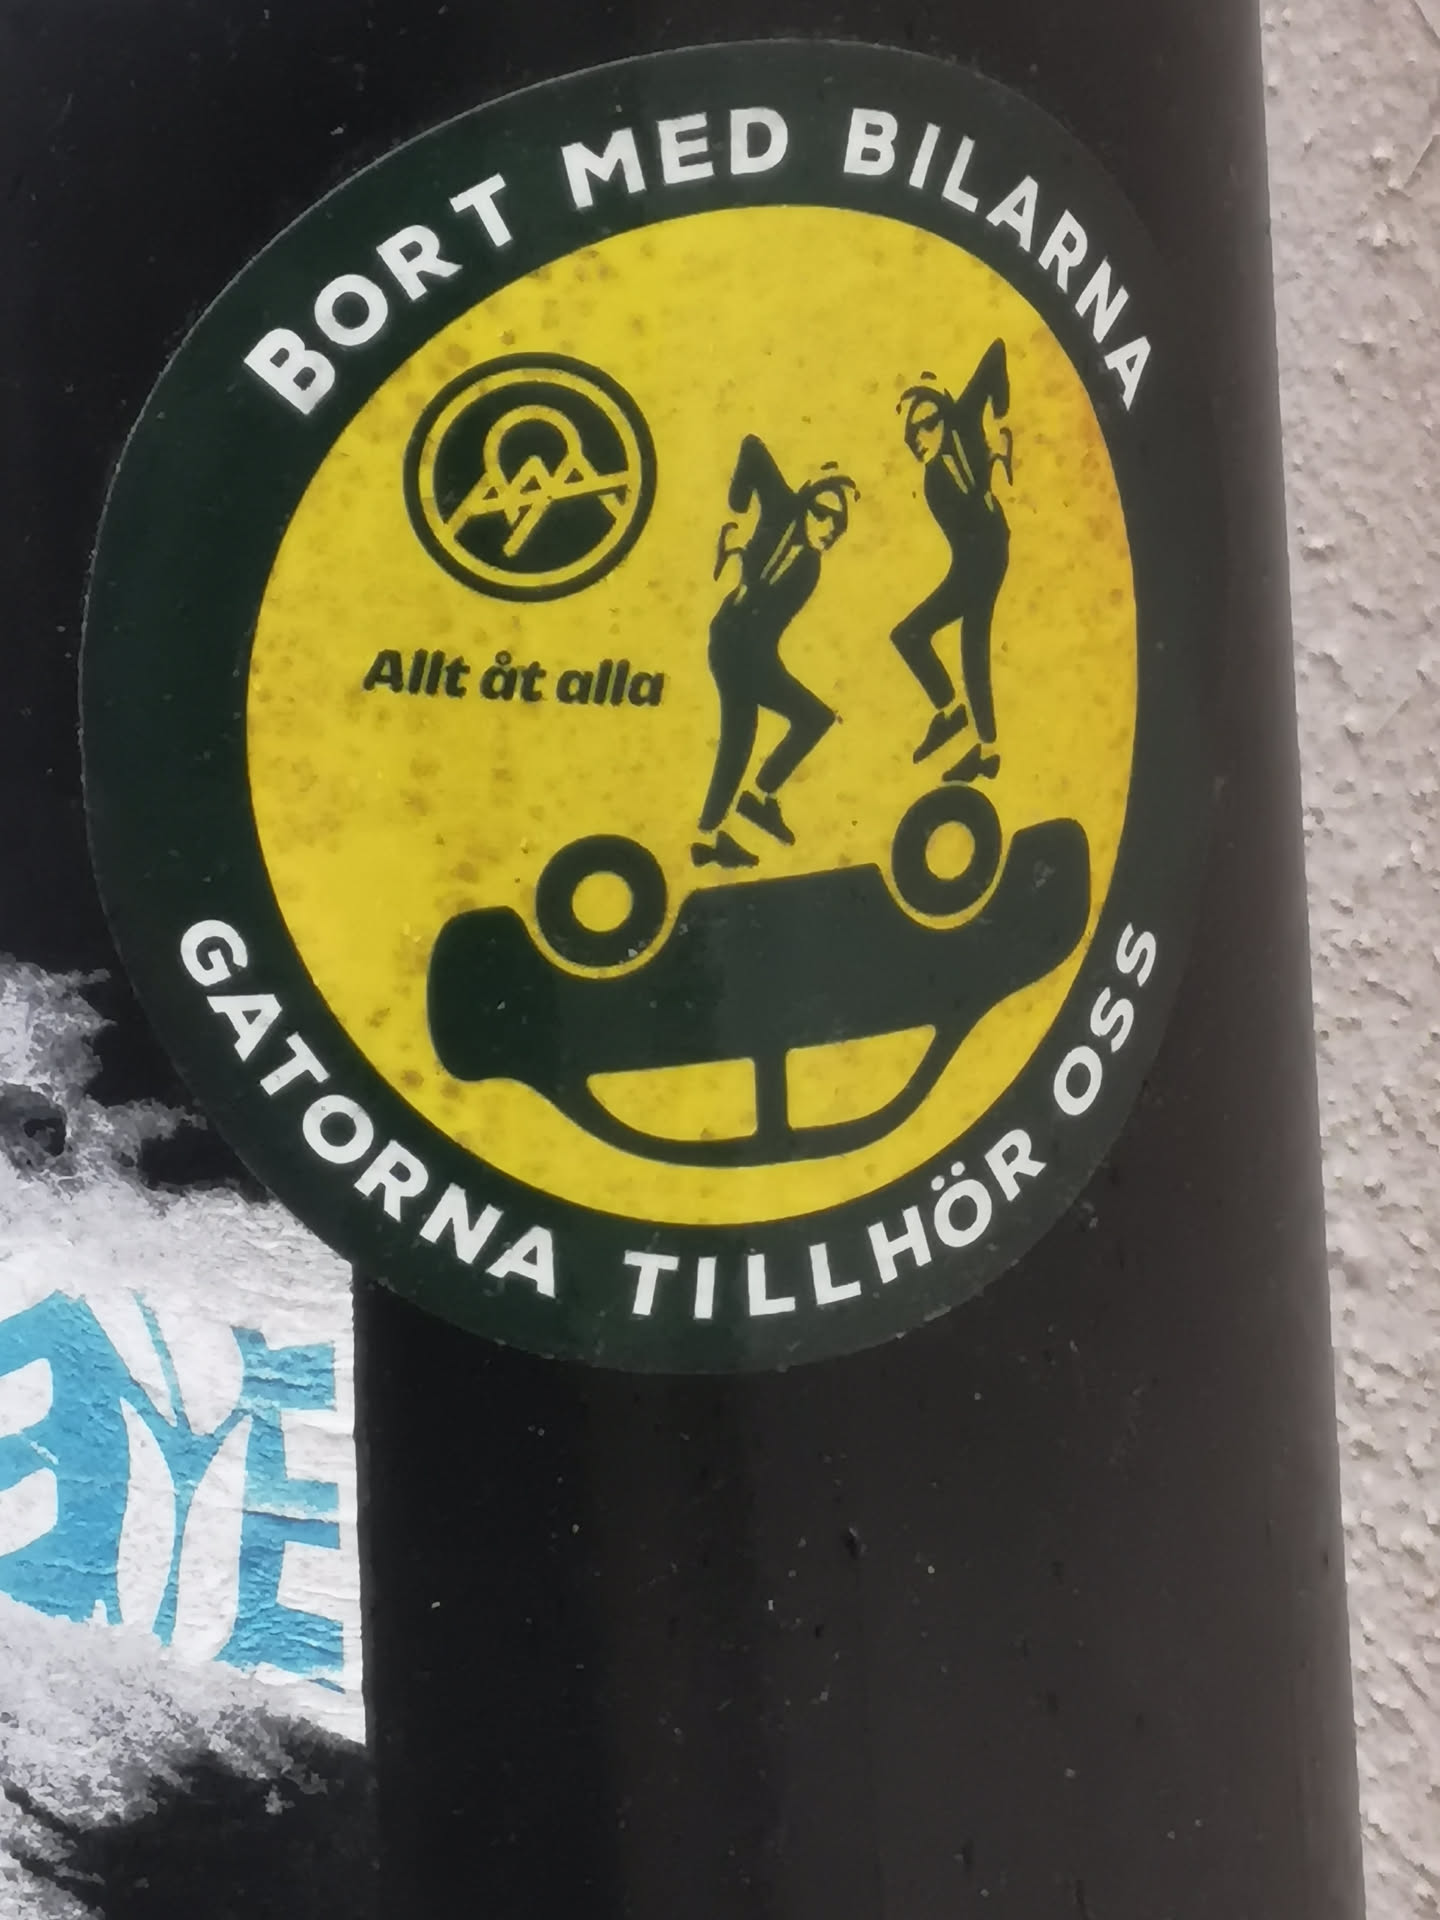 BORT MED BILARNA
Allt åt alla
GATORNA TILLHÖR OSS